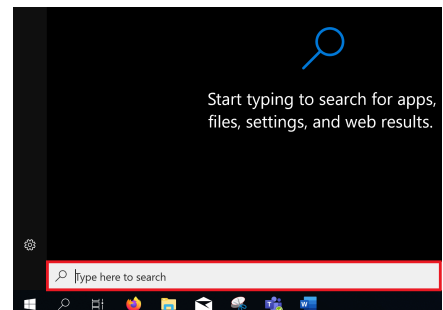 Start typing to search for apps,
files, settings, and web results.
Type here to search